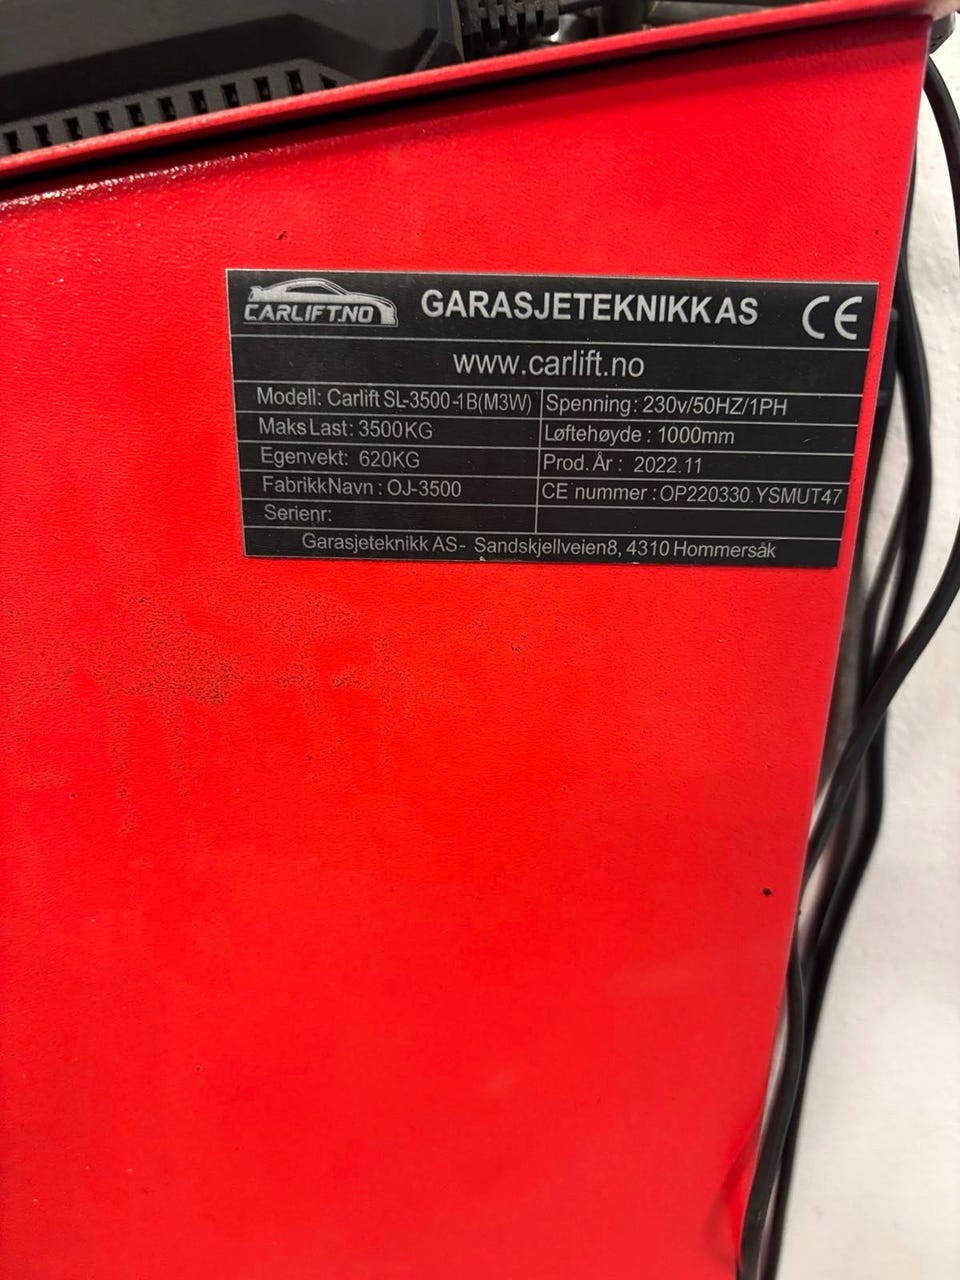 CARLIFT.NO
GARASJETEKNIKK AS
CE
www.carlift.no
Modell: Carlift SL-3500-1B(M3W)
Spenning: 230v/50HZ/1PH
Maks Last: 3500KG
Løftehøyde : 1000mm
Egenvekt: 620KG
Prod.År : 2022.11
FabrikkNavn : OJ-3500
CE nummer : OP220330.YSMUT47
Serienr:
Garasjeteknikk AS- Sandskjellveien8, 4310 Hommersåk